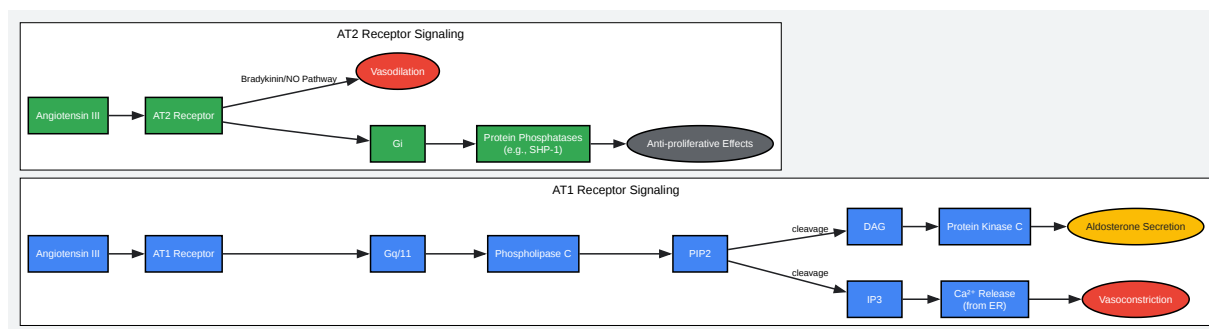 AT2 Receptor Signaling
Bradykinin/NO Pathway
Vasodilation
Angiotensin III
AT2 Receptor
Gi
Protein Phosphatases
(e.g., SHP-1)
Anti-proliferative Effects
AT1 Receptor Signaling
Angiotensin III
AT1 Receptor
Gq/11
Phospholipase C
PIP2
cleavage
DAG
Protein Kinase C
Aldosterone Secretion
cleavage
IP3
Ca²⁺ Release
(from ER)
Vasoconstriction